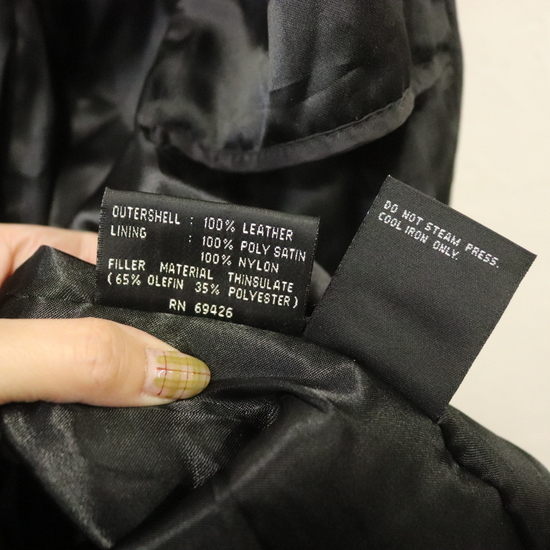 OUTERSHELL : 100% LEATHER
LINING : 100% POLY SATIN
100% NYLON
FILLER MATERIAL THINSULATE
(65% OLEFIN 35% POLYESTER)
RN 69426
DO NOT STEAM PRESS.
COOL IRON ONLY.